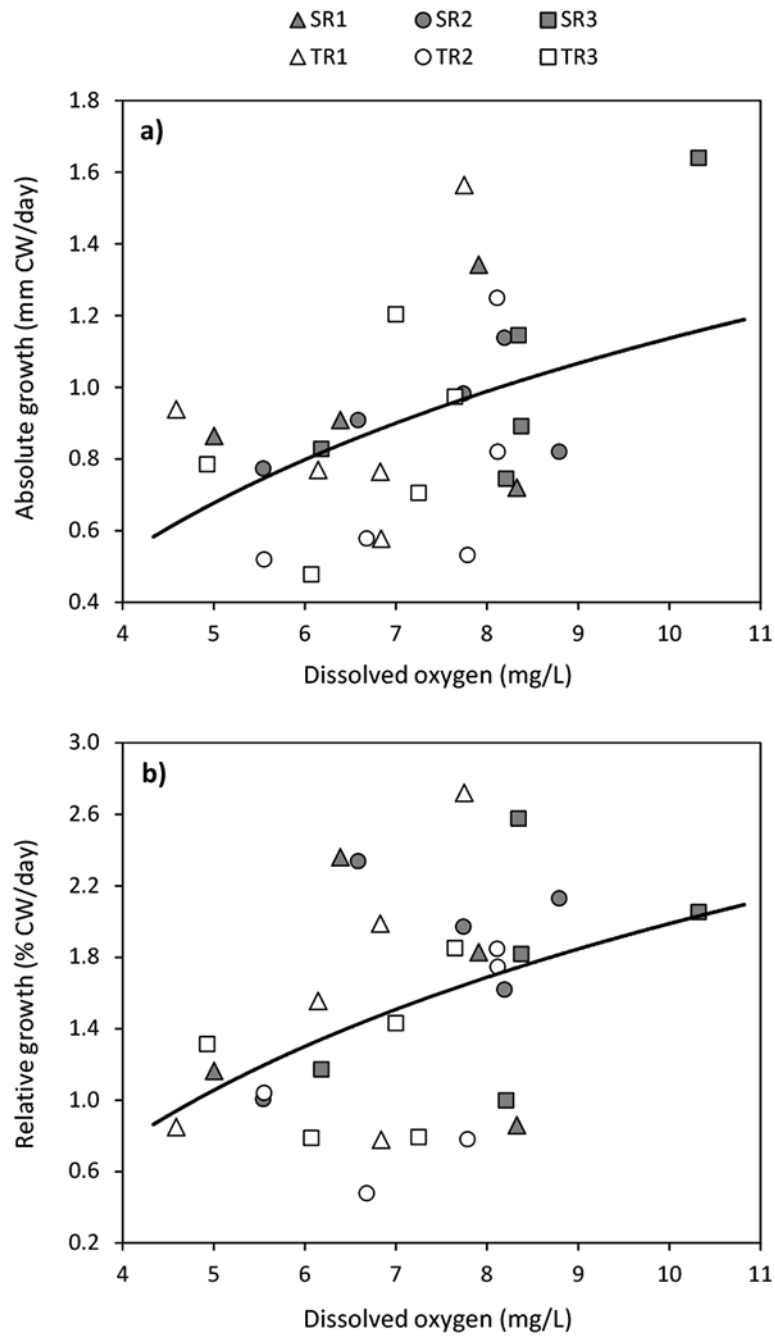 SR1 SR2 SR3
TR1 TR2 TR3
a)
Absolute growth (mm CW/day)
1.8
1.6
1.4
1.2
1.0
0.8
0.6
0.4
4 5 6 7 8 9 10 11
Dissolved oxygen (mg/L)
b)
Relative growth (% CW/day)
3.0
2.6
2.2
1.8
1.4
1.0
0.6
0.2
4 5 6 7 8 9 10 11
Dissolved oxygen (mg/L)